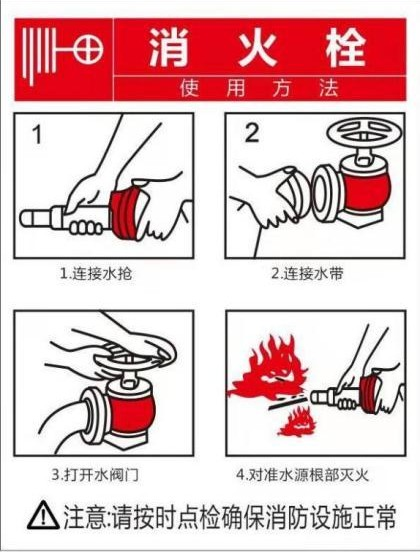 消火栓
使用方法
1
2
1.连接水抢
2.连接水带
3.打开水阀门
4.对准水源根部灭火
注意:请按时点检确保消防设施正常